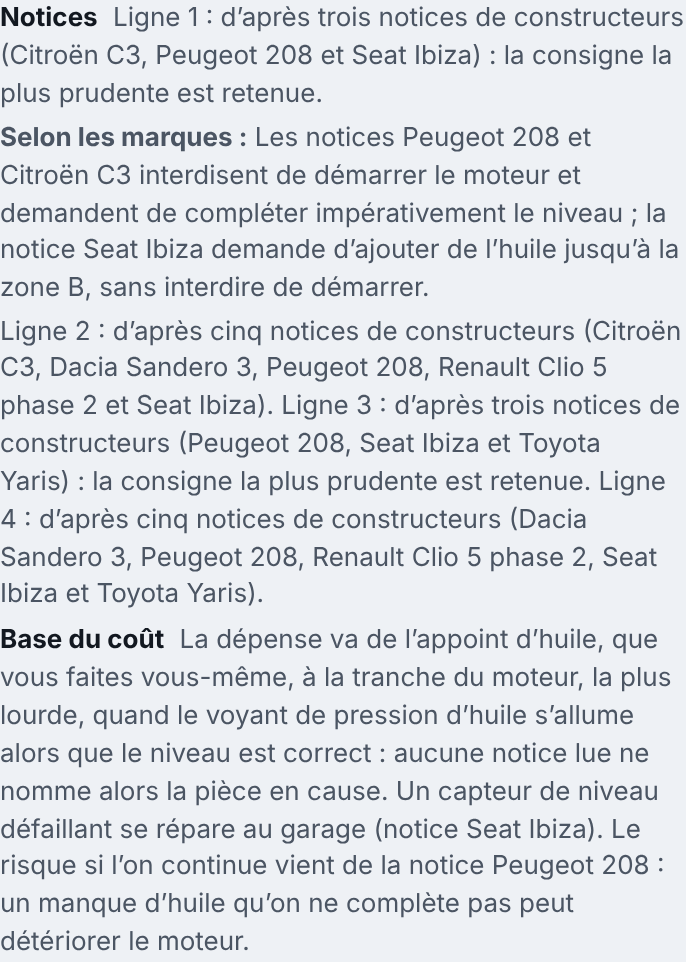 Notices Ligne 1 : d’après trois notices de constructeurs
(Citroën C3, Peugeot 208 et Seat Ibiza) : la consigne la
plus prudente est retenue.
Selon les marques : Les notices Peugeot 208 et
Citroën C3 interdisent de démarrer le moteur et
demandent de compléter impérativement le niveau ; la
notice Seat Ibiza demande d’ajouter de l’huile jusqu’à la
zone B, sans interdire de démarrer.
Ligne 2 : d’après cinq notices de constructeurs (Citroën
C3, Dacia Sandero 3, Peugeot 208, Renault Clio 5
phase 2 et Seat Ibiza). Ligne 3 : d’après trois notices de
constructeurs (Peugeot 208, Seat Ibiza et Toyota
Yaris) : la consigne la plus prudente est retenue. Ligne
4 : d’après cinq notices de constructeurs (Dacia
Sandero 3, Peugeot 208, Renault Clio 5 phase 2, Seat
Ibiza et Toyota Yaris).
Base du coût La dépense va de l’appoint d’huile, que
vous faites vous-même, à la tranche du moteur, la plus
lourde, quand le voyant de pression d’huile s’allume
alors que le niveau est correct : aucune notice lue ne
nomme alors la pièce en cause. Un capteur de niveau
défaillant se répare au garage (notice Seat Ibiza). Le
risque si l’on continue vient de la notice Peugeot 208 :
un manque d’huile qu’on ne complète pas peut
détériorer le moteur.